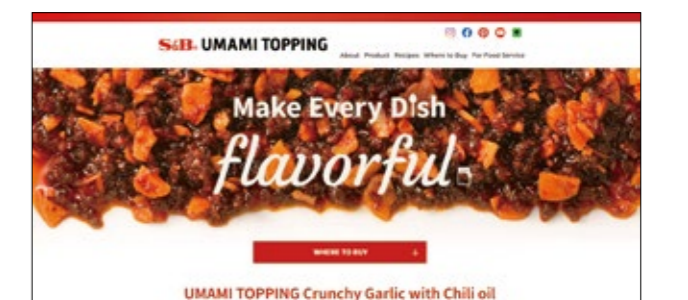 S&B. UMAMI TOPPING
About Product Recipes Where to Buy For Food Service
Make Every Dish
flavorful.
WHERE TO BUY
UMAMI TOPPING Crunchy Garlic with Chili oil